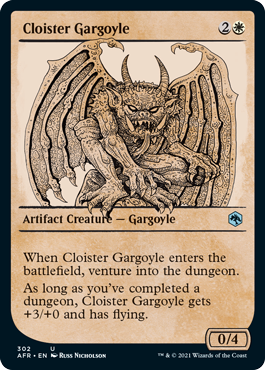 Cloister Gargoyle 2
Artifact Creature — Gargoyle
When Cloister Gargoyle enters the
battlefield, venture into the dungeon.
As long as you've completed a
dungeon, Cloister Gargoyle gets
+3/+0 and has flying.
0/4
302 U
AFR • EN Russ Nicholson ™ & © 2021 Wizards of the Coast